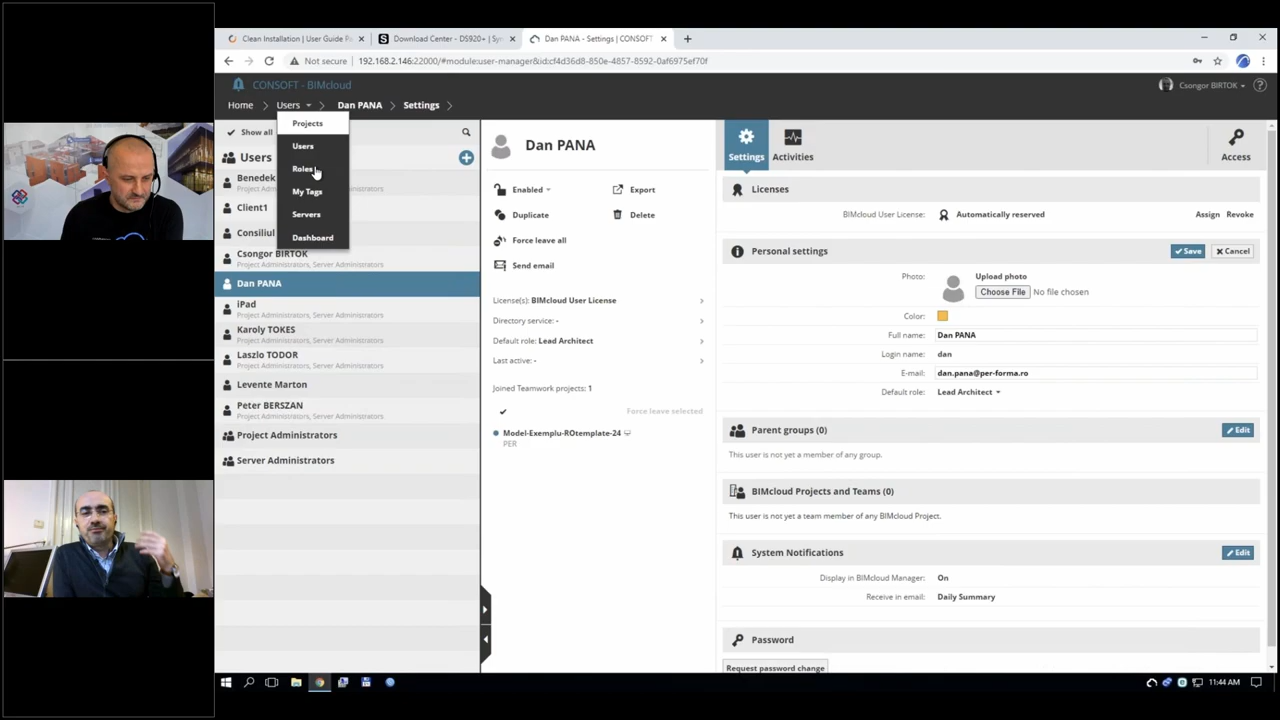 Clean Installation | User Guide Pa
Download Center - DS920+ | Syn
Dan PANA - Settings | CONSOFT
Not secure
192.168.2.146:22000/#module:user-manager&id:cf4d36d8-850e-4857-8592-0af6975ef70f
CONSOFT - BIMcloud
Csongor BIRTOK
Home
Users
Dan PANA
Settings
Projects
Users
Roles
My Tags
Servers
Dashboard
Show all
Users
Benedek
Project Adminis
Client1
Consiliul
Csongor BIRTOK
Project Administrators, Server Administrators
Dan PANA
iPad
Project Administrators, Server Administrators
Karoly TOKES
Project Administrators, Server Administrators
Laszlo TODOR
Project Administrators, Server Administrators
Levente Marton
Peter BERSZAN
Project Administrators, Server Administrators
Project Administrators
Server Administrators
Dan PANA
Enabled
Export
Duplicate
Delete
Force leave all
Send email
License(s): BIMcloud User License
Directory service: -
Default role: Lead Architect
Last active: -
Joined Teamwork projects: 1
Force leave selected
Model-Exemplu-ROtemplate-24
PER
Settings
Activities
Access
Licenses
BIMcloud User License:
Automatically reserved
Assign
Revoke
Personal settings
Save
Cancel
Photo:
Upload photo
Choose File
No file chosen
Color:
Full name:
Dan PANA
Login name:
dan
E-mail:
dan.pana@per-forma.ro
Default role:
Lead Architect
Parent groups (0)
Edit
This user is not yet a member of any group.
BIMcloud Projects and Teams (0)
This user is not yet a team member of any BIMcloud Project.
System Notifications
Edit
Display in BIMcloud Manager:
On
Receive in email:
Daily Summary
Password
Request password change
11:44 AM